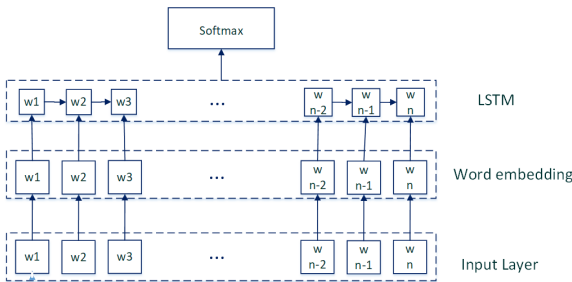 Softmax
w1 w2 w3 ... w n-2 w n-1 w n LSTM
w1 w2 w3 ... w n-2 w n-1 w n Word embedding
w1 w2 w3 ... w n-2 w n-1 w n Input Layer